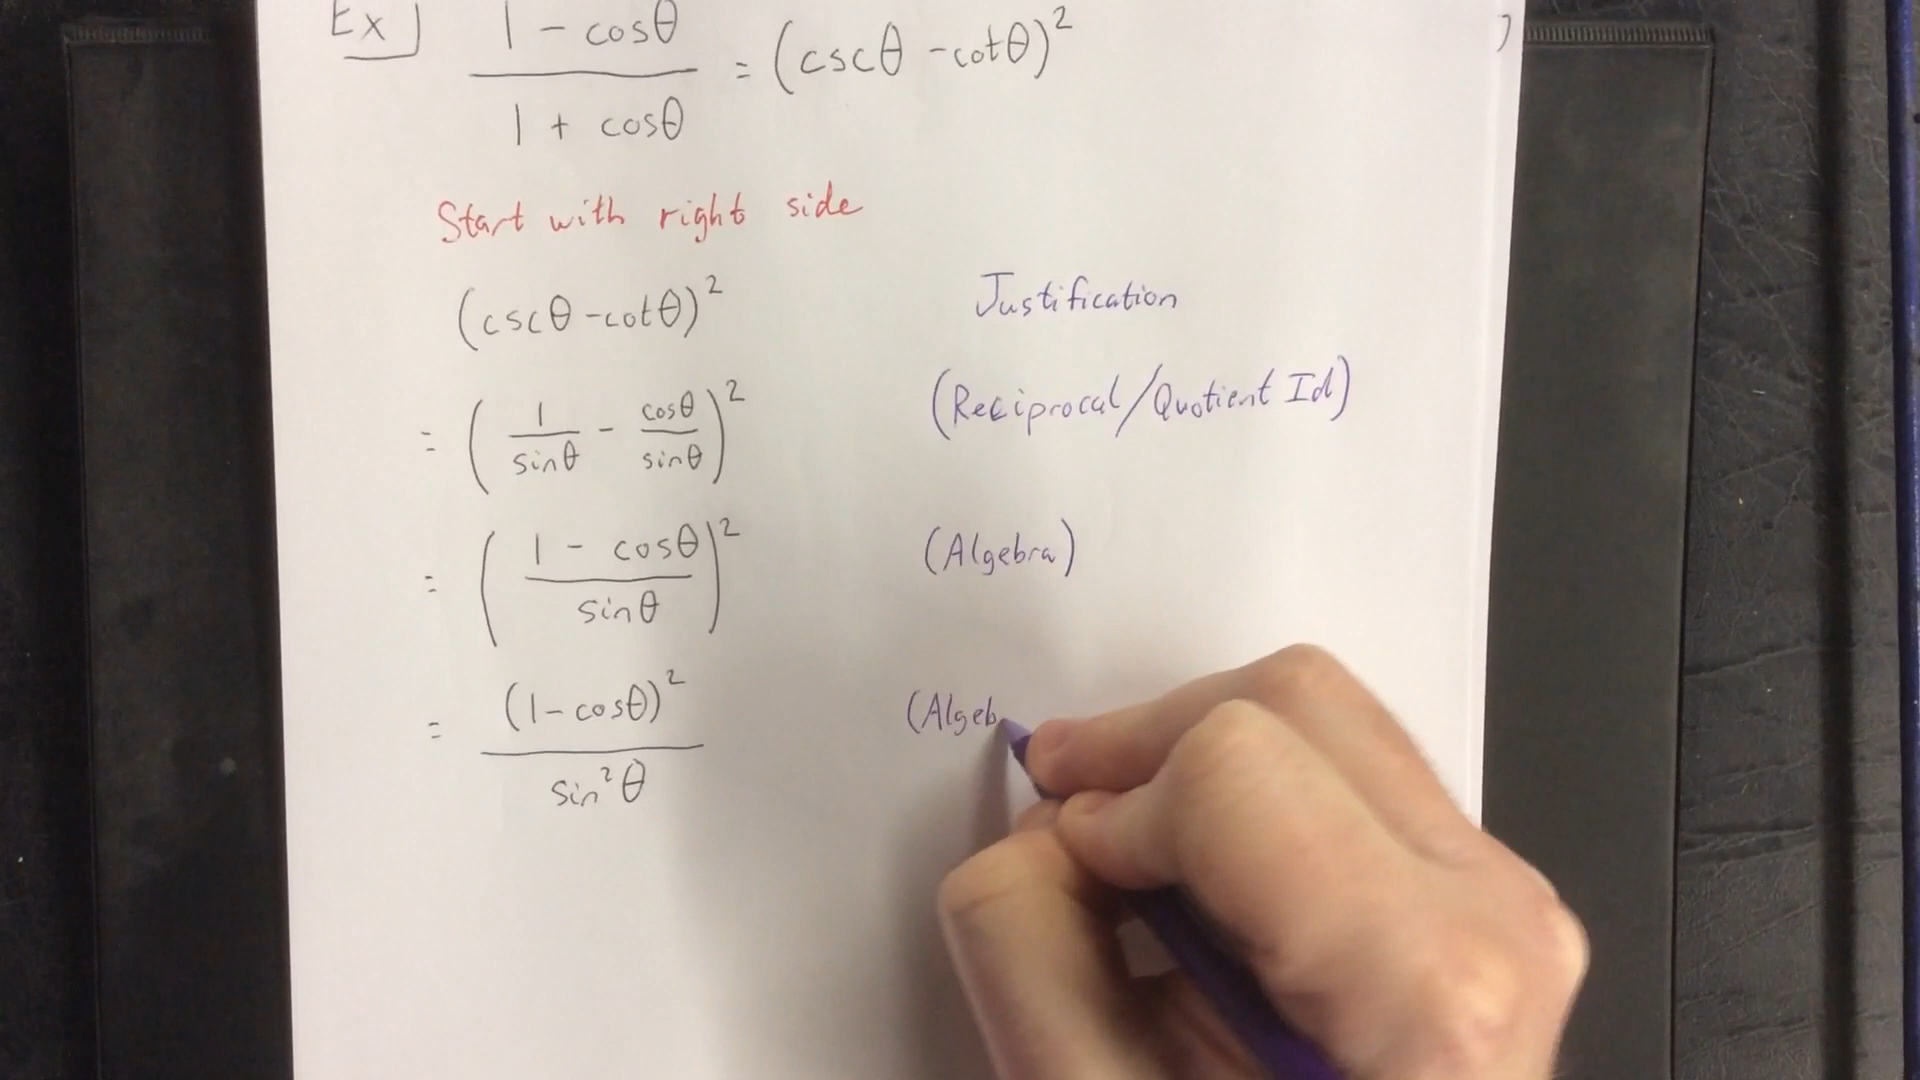 Ex] (1 - cosθ)/(1 + cosθ) = (cscθ - cotθ)²
Start with right side
(cscθ - cotθ)² Justification
= (1/sinθ - cosθ/sinθ)² (Reciprocal/Quotient Id)
= ((1 - cosθ)/sinθ)² (Algebra)
= (1 - cosθ)²/sin²θ (Algeb